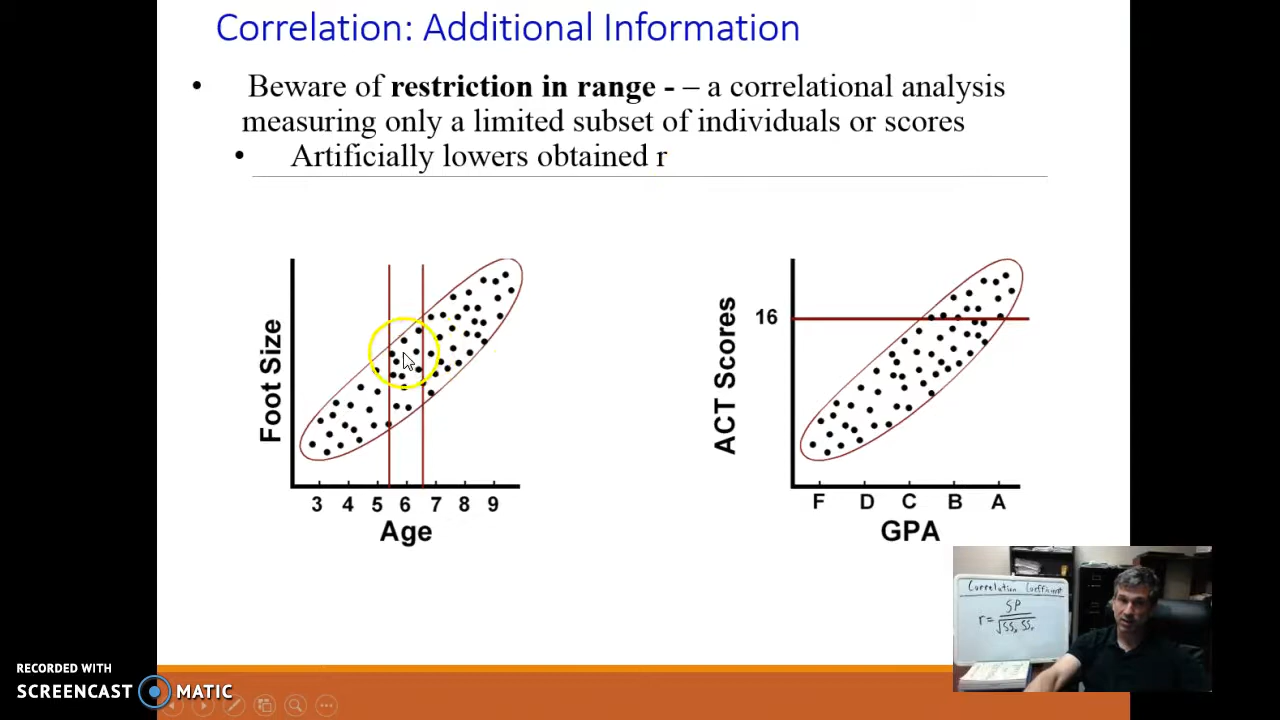 Correlation: Additional Information
• Beware of restriction in range - – a correlational analysis
measuring only a limited subset of individuals or scores
• Artificially lowers obtained r
Foot Size
3 4 5 6 7 8 9
Age
ACT Scores
16
F D C B A
GPA
Correlation Coefficient
r = SP
√SSx SSY
RECORDED WITH
SCREENCAST MATIC